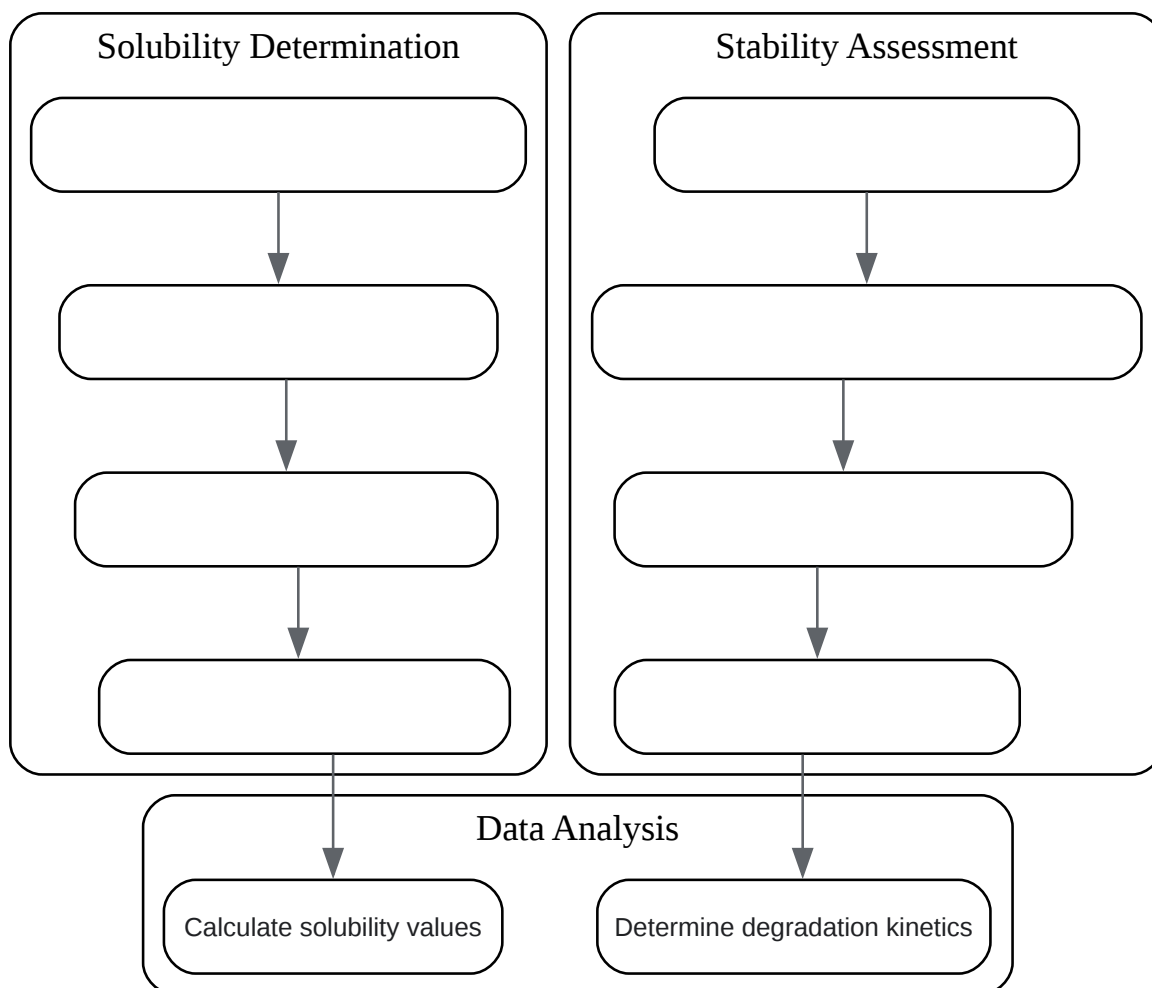 Solubility Determination
Stability Assessment
Data Analysis
Calculate solubility values
Determine degradation kinetics